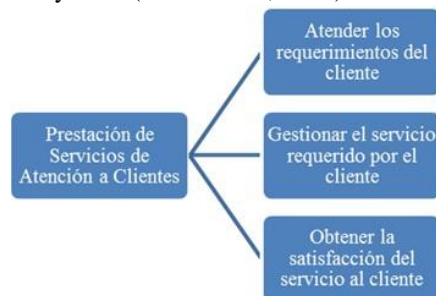 Atender los
requerimientos del
cliente
Prestación de
Servicios de
Atención a Clientes
Gestionar el servicio
requerido por el
cliente
Obtener la
satisfacción del
servicio al cliente